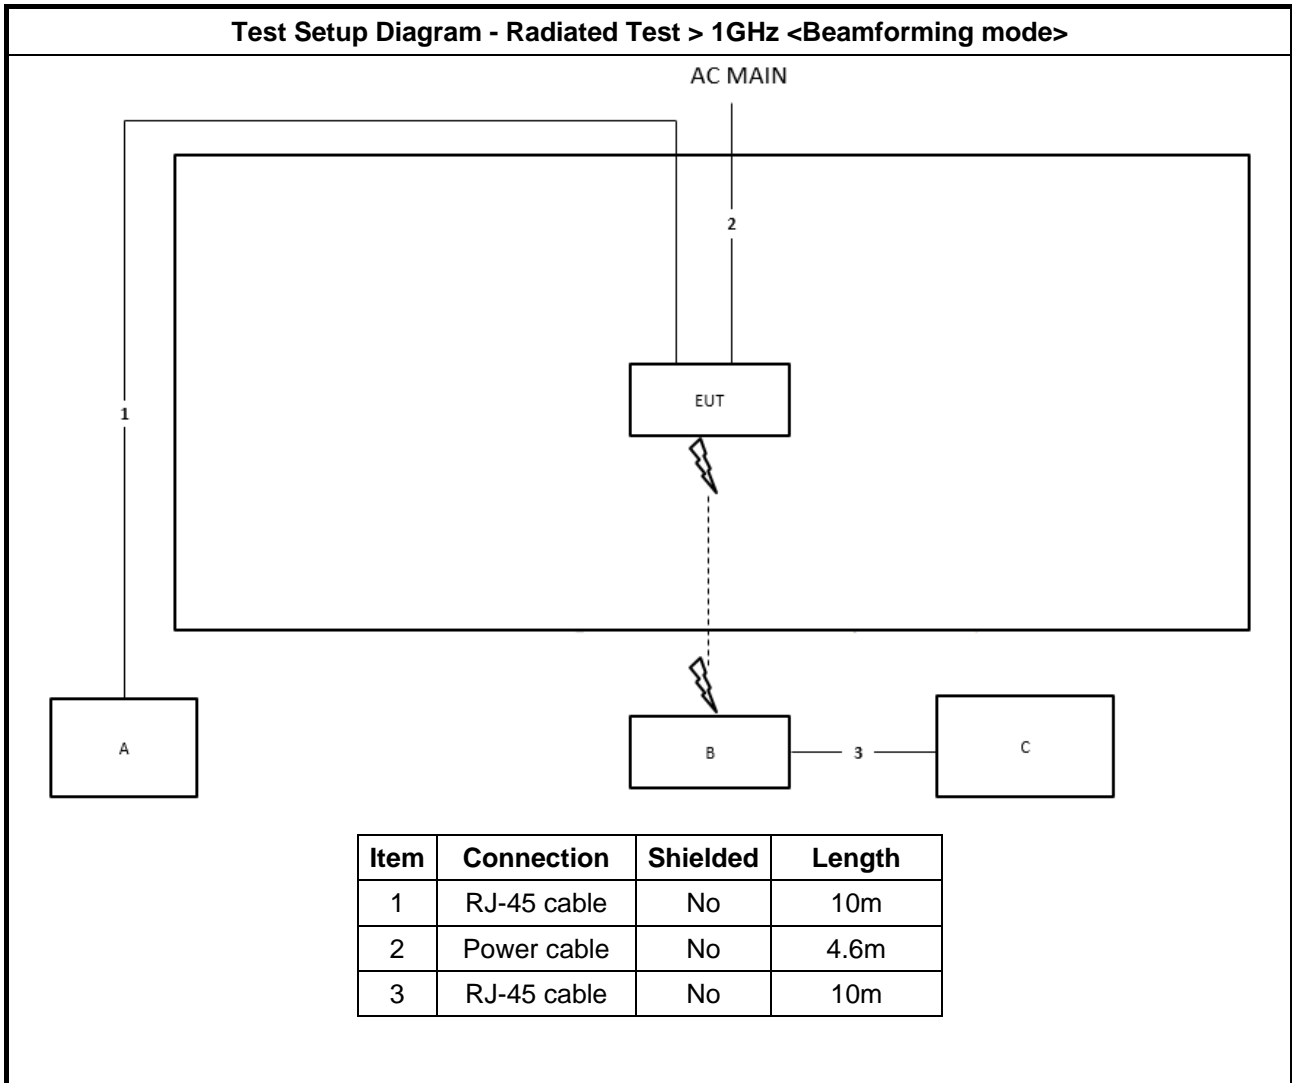 Test Setup Diagram - Radiated Test > 1GHz <Beamforming mode>
AC MAIN
2
EUT
1
A
B
3
C
Item Connection Shielded Length
1 RJ-45 cable No 10m
2 Power cable No 4.6m
3 RJ-45 cable No 10m